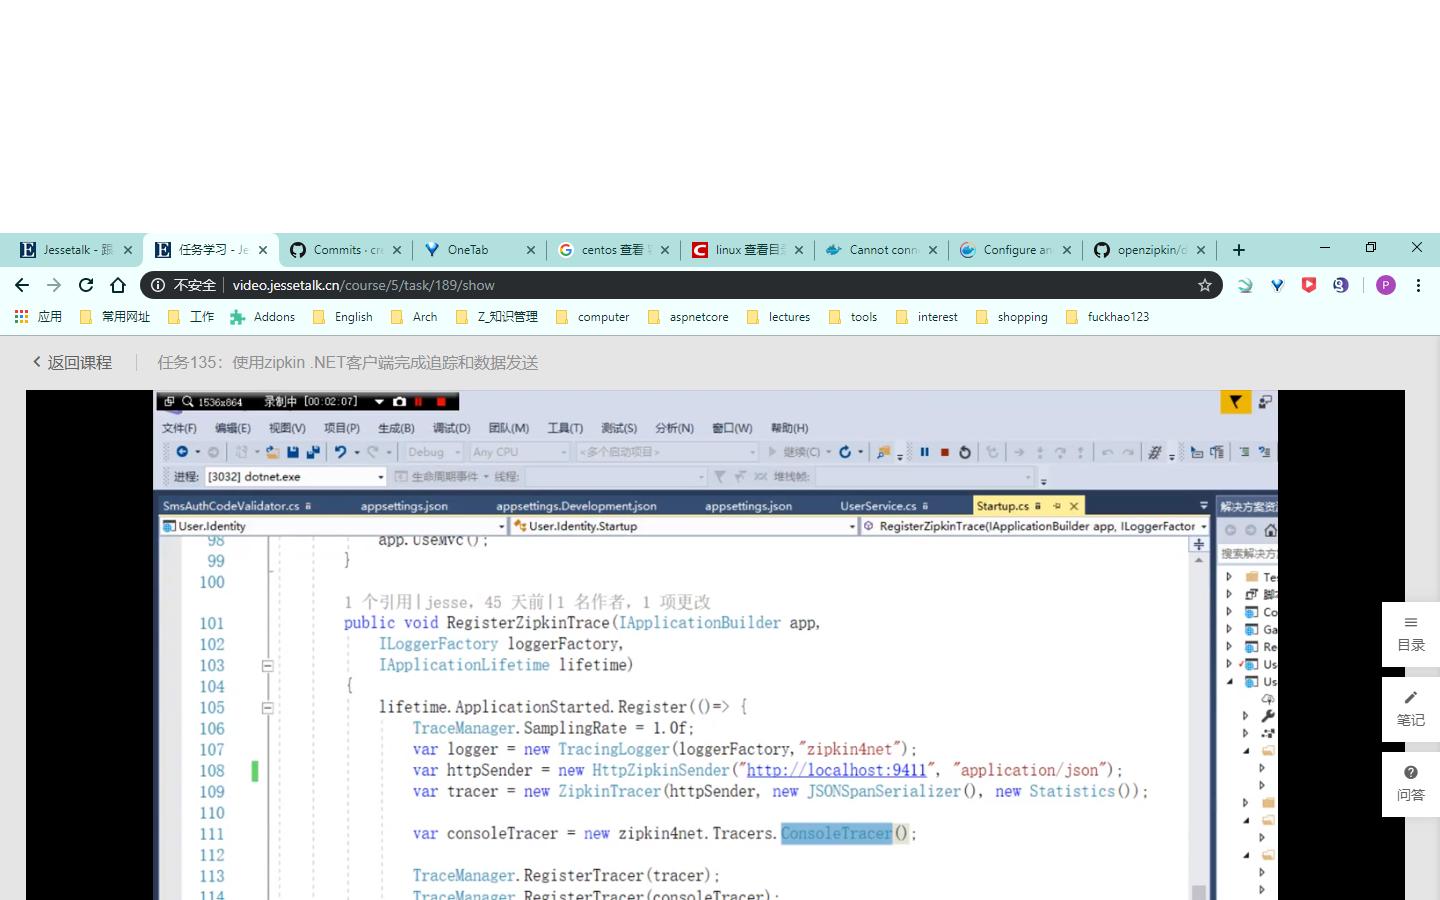 Jessetalk - 跟
任务学习 - Je
Commits · cre
OneTab
centos 查看
linux 查看目
Cannot conn
Configure an
openzipkin/d
不安全 video.jessetalk.cn/course/5/task/189/show
P
应用 常用网址 工作 Addons English Arch Z_知识管理 computer aspnetcore lectures tools interest shopping fuckhao123
返回课程 任务135：使用zipkin .NET客户端完成追踪和数据发送
1536x864 录制中 [00:02:07]
文件(F) 编辑(E) 视图(V) 项目(P) 生成(B) 调试(D) 团队(M) 工具(T) 测试(S) 分析(N) 窗口(W) 帮助(H)
Debug Any CPU <多个启动项目> 继续(C)
进程: [3032] dotnet.exe 生命周期事件 线程: 堆栈帧:
SmsAuthCodeValidator.cs appsettings.json appsettings.Development.json appsettings.json UserService.cs Startup.cs 解决方案资
User.Identity User.Identity.Startup RegisterZipkinTrace(IApplicationBuilder app, ILoggerFactor
搜索解决方
98 app.UseMvc();
99 }
100
1 个引用|jesse，45 天前|1 名作者，1 项更改
101 public void RegisterZipkinTrace(IApplicationBuilder app,
102 ILoggerFactory loggerFactory,
103 IApplicationLifetime lifetime)
104 {
105 lifetime.ApplicationStarted.Register(()=> {
106 TraceManager.SamplingRate = 1.0f;
107 var logger = new TracingLogger(loggerFactory,"zipkin4net");
108 var httpSender = new HttpZipkinSender("http://localhost:9411", "application/json");
109 var tracer = new ZipkinTracer(httpSender, new JSONSpanSerializer(), new Statistics());
110
111 var consoleTracer = new zipkin4net.Tracers.ConsoleTracer();
112
113 TraceManager.RegisterTracer(tracer);
114 TraceManager.RegisterTracer(consoleTracer);
Te
Co
Ga
Re
Us
Us
目录
笔记
问答